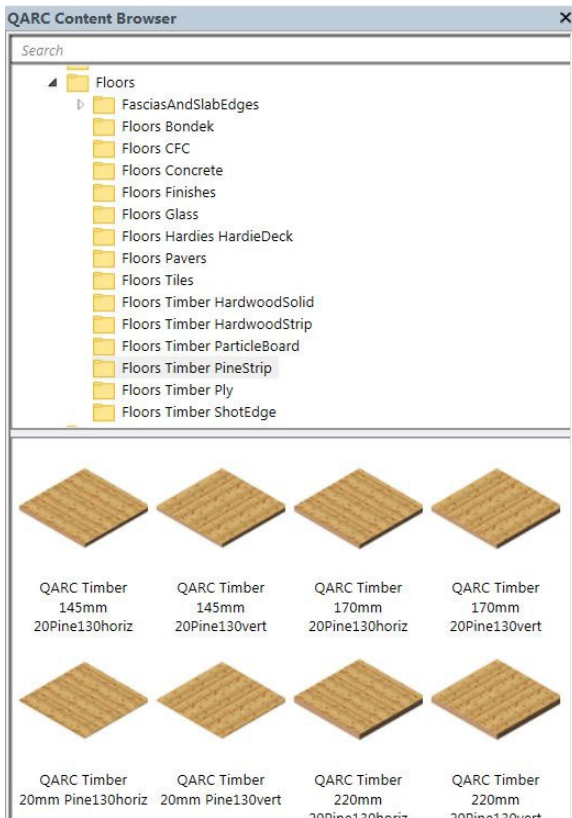 QARC Content Browser
Search
Floors
FasciasAndSlabEdges
Floors Bondek
Floors CFC
Floors Concrete
Floors Finishes
Floors Glass
Floors Hardies HardieDeck
Floors Pavers
Floors Tiles
Floors Timber HardwoodSolid
Floors Timber HardwoodStrip
Floors Timber ParticleBoard
Floors Timber PineStrip
Floors Timber Ply
Floors Timber ShotEdge
QARC Timber
145mm
20Pine130horiz
QARC Timber
145mm
20Pine130vert
QARC Timber
170mm
20Pine130horiz
QARC Timber
170mm
20Pine130vert
QARC Timber
20mm Pine130horiz
QARC Timber
20mm Pine130vert
QARC Timber
220mm
20Pine130horiz
QARC Timber
220mm
20Pine130vert